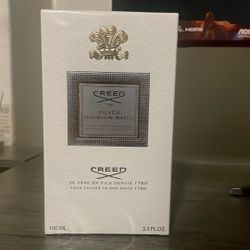 CREED
SILVER
MOUNTAIN WATER
CREED
DE PÈRE EN FILS DEPUIS 1760
FROM FATHER TO SON SINCE 1760
100 ML
3.3 FL.OZ
HDMI